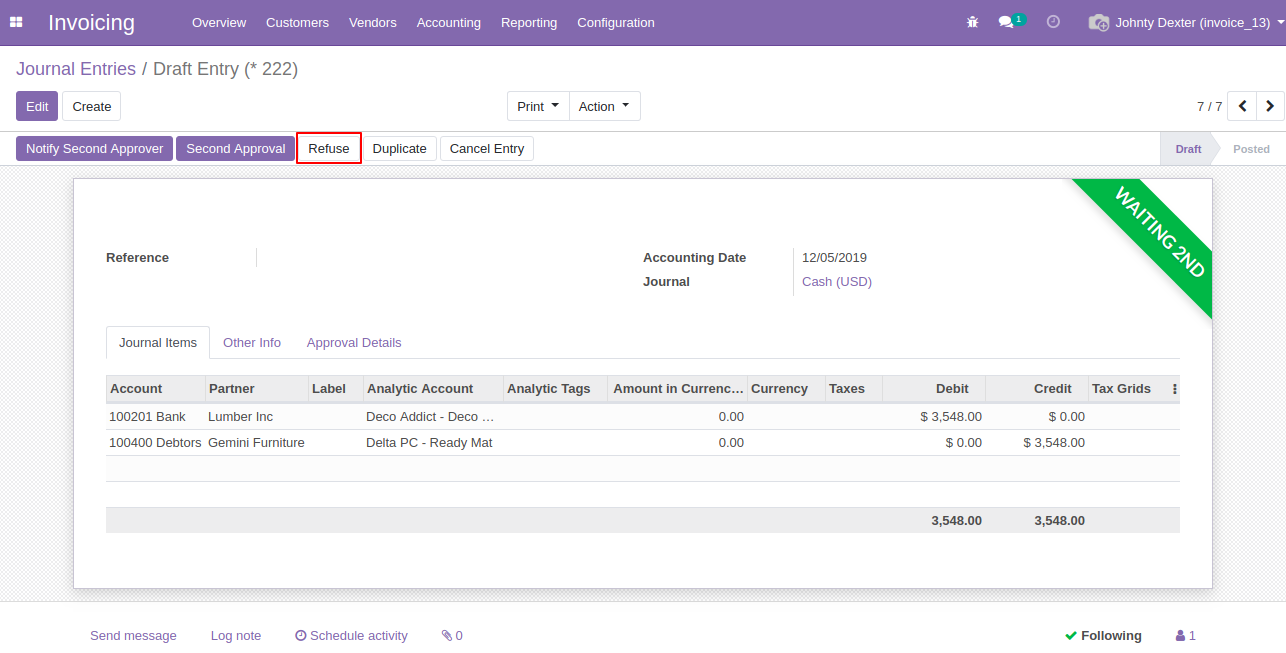 Invoicing Overview Customers Vendors Accounting Reporting Configuration 1 Johnty Dexter (invoice_13)
Journal Entries / Draft Entry (* 222)
Edit Create Print Action 7 / 7
Notify Second Approver Second Approval Refuse Duplicate Cancel Entry Draft Posted
WAITING 2ND
Reference Accounting Date 12/05/2019
Journal Cash (USD)
Journal Items Other Info Approval Details
Account Partner Label Analytic Account Analytic Tags Amount in Currenc... Currency Taxes Debit Credit Tax Grids
100201 Bank Lumber Inc Deco Addict - Deco ... 0.00 $ 3,548.00 $ 0.00
100400 Debtors Gemini Furniture Delta PC - Ready Mat 0.00 $ 0.00 $ 3,548.00
3,548.00 3,548.00
Send message Log note Schedule activity 0 Following 1